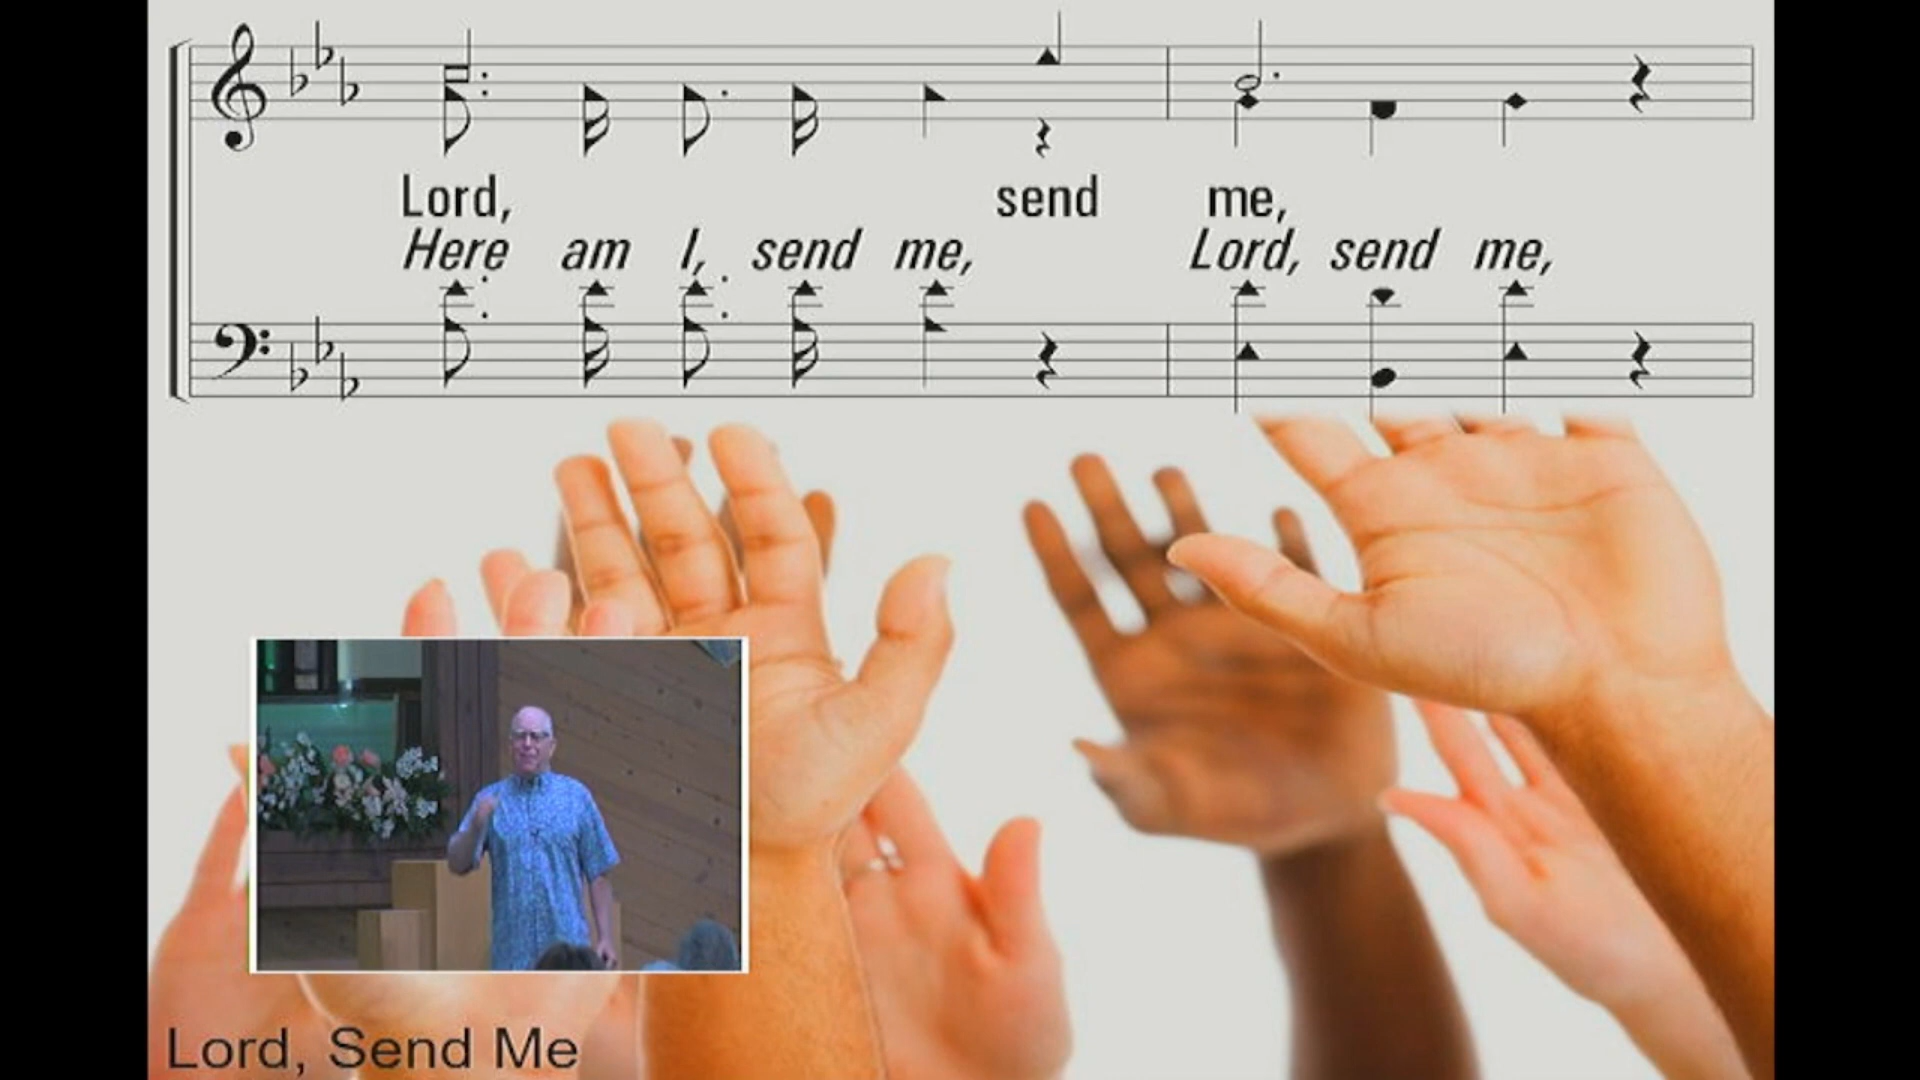 Lord, send me,
Here am I, send me, Lord, send me,
Lord, Send Me